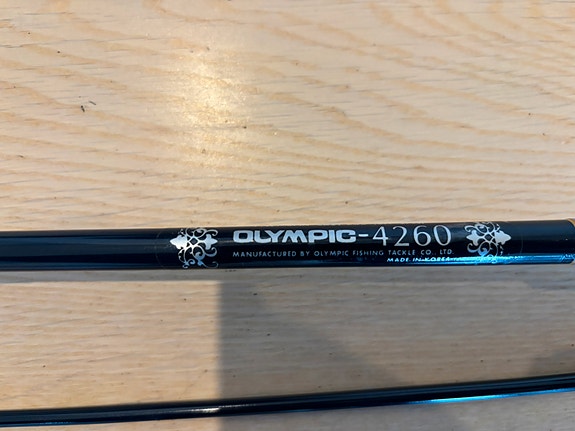 OLYMPIC-4260
MANUFACTURED BY OLYMPIC FISHING TACKLE CO. LTD.
MADE IN KOREA